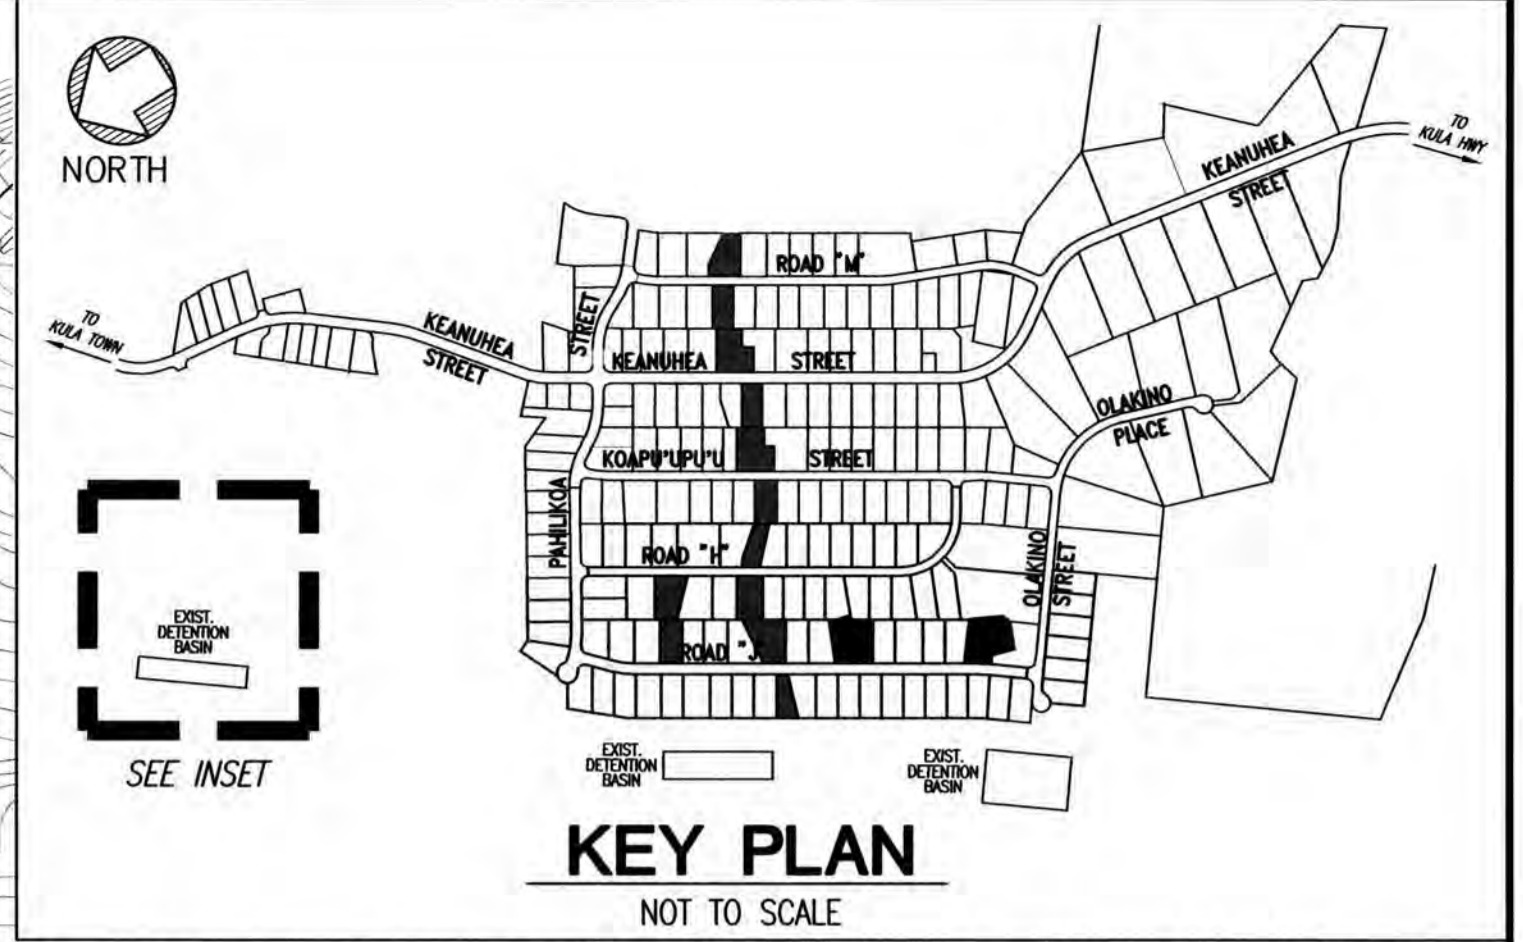 NORTH
TO
KULA HWY
KEANUHEA
STREET
ROAD "M"
TO
KULA TOWN
KEANUHEA
STREET
STREET
KEANUHEA
STREET
OLAKINO
PLACE
KOAPU'UPU'U
STREET
PAHILIKOA
ROAD "H"
OLAKINO
STREET
ROAD "J"
EXIST.
DETENTION
BASIN
SEE INSET
EXIST.
DETENTION
BASIN
EXIST.
DETENTION
BASIN
KEY PLAN
NOT TO SCALE